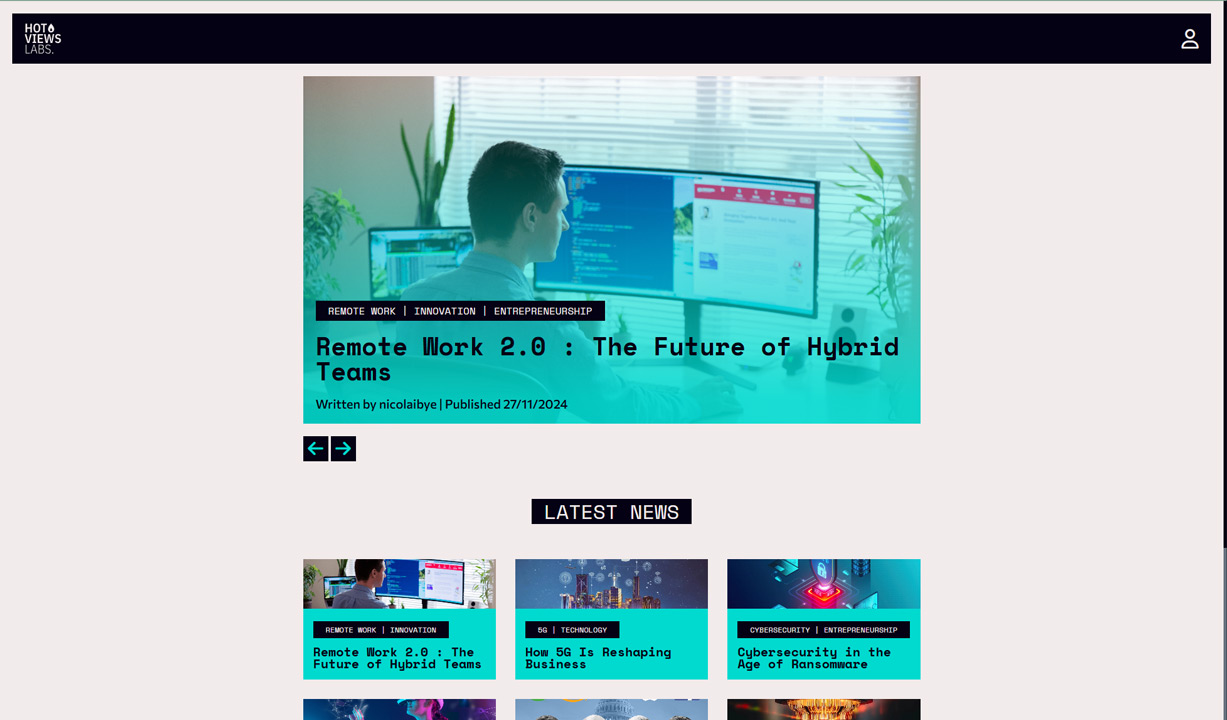 HOT
VIEWS
LABS.
REMOTE WORK | INNOVATION | ENTREPRENEURSHIP
Remote Work 2.0 : The Future of Hybrid
Teams
Written by nicolaibye | Published 27/11/2024
LATEST NEWS
REMOTE WORK | INNOVATION
Remote Work 2.0 : The
Future of Hybrid Teams
5G | TECHNOLOGY
How 5G Is Reshaping
Business
CYBERSECURITY | ENTREPRENEURSHIP
Cybersecurity in the
Age of Ransomware